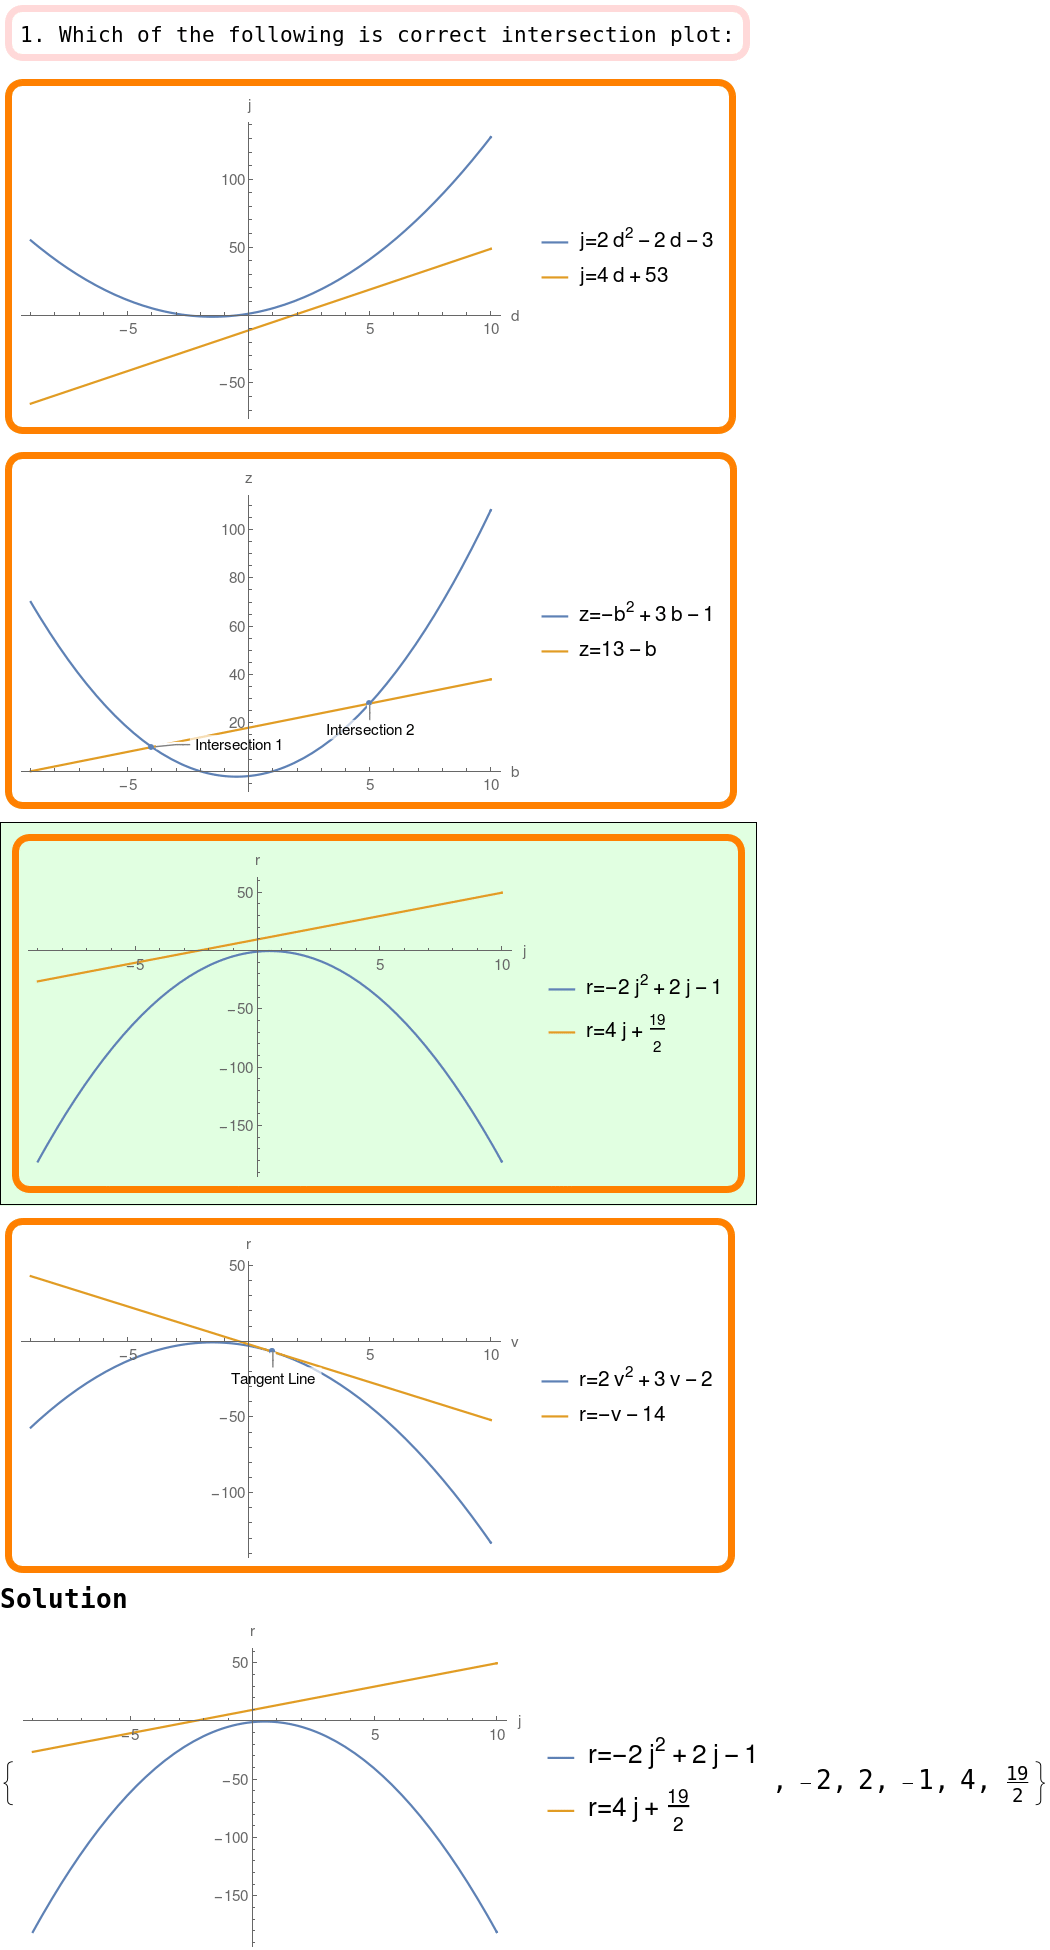 1. Which of the following is correct intersection plot:
j
100
50
−5 5 10 d
−50
j=2 d² − 2 d − 3
j=4 d + 53
z
100
80
60
40
20
−5 5 10 b
Intersection 1
Intersection 2
z=−b² + 3 b − 1
z=13 − b
r
50
−5 5 10 j
−50
−100
−150
r=−2 j² + 2 j − 1
r=4 j + 19/2
r
50
−5 5 10 v
Tangent Line
−50
−100
r=2 v² + 3 v − 2
r=−v − 14
Solution
r
50
−5 5 10 j
−50
−100
−150
r=−2 j² + 2 j − 1
r=4 j + 19/2
{ , −2, 2, −1, 4, 19/2 }